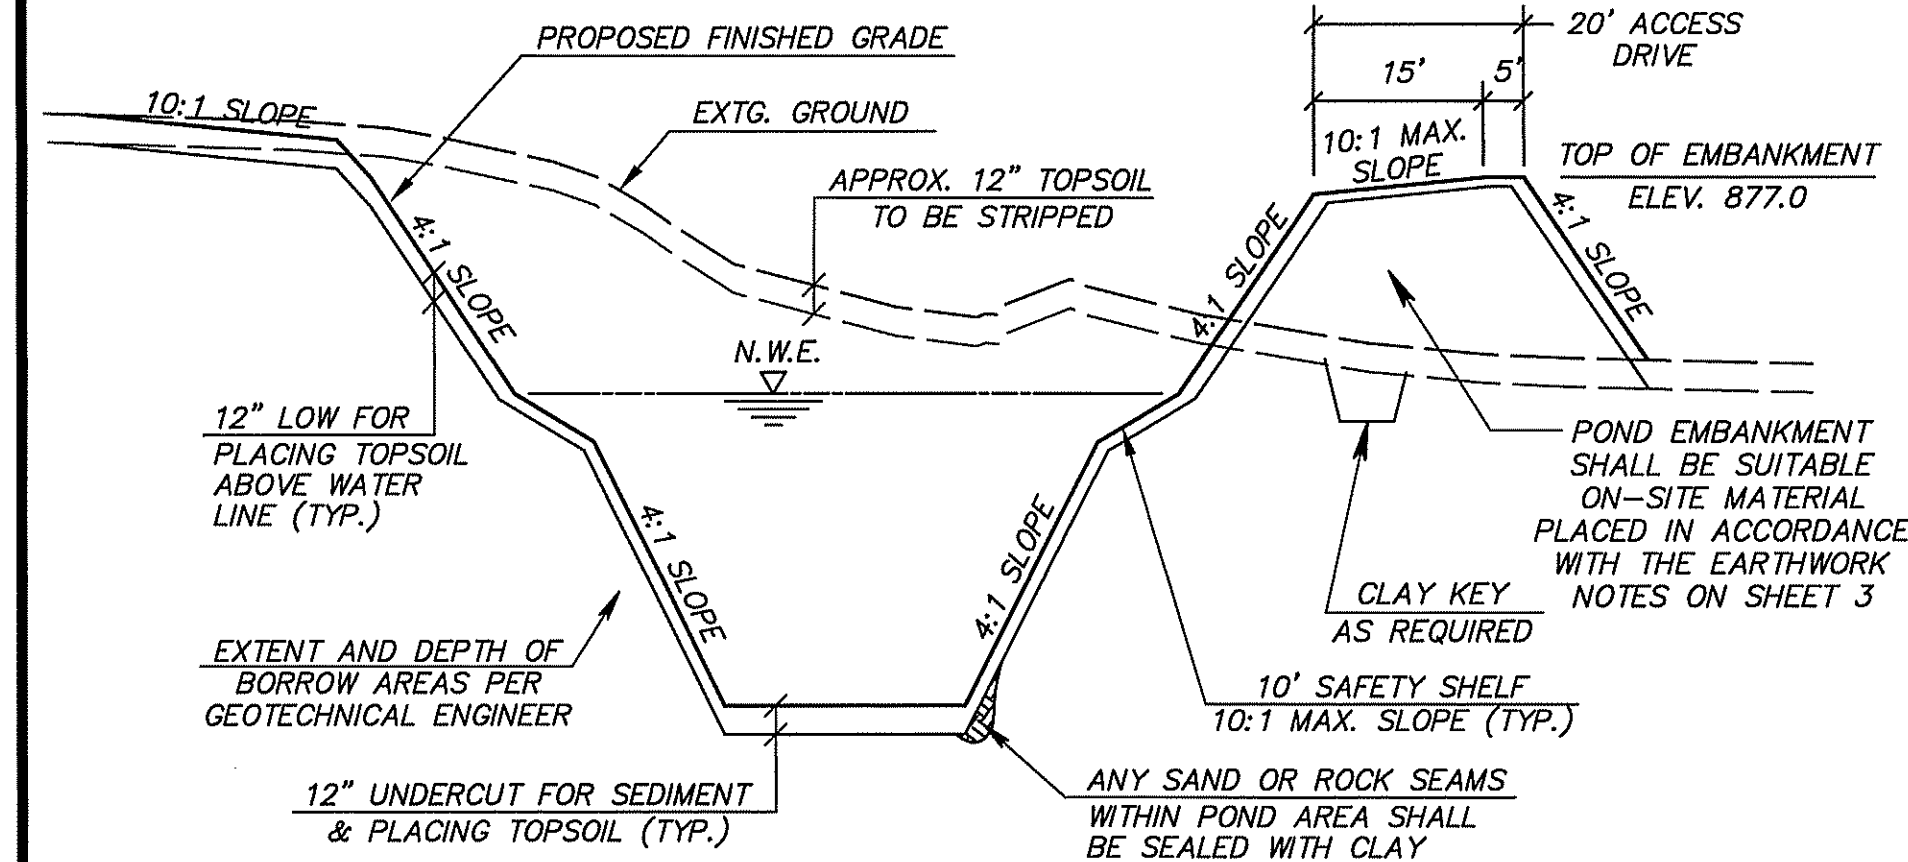 PROPOSED FINISHED GRADE
20' ACCESS
DRIVE
15'
5'
10:1 SLOPE
EXTG. GROUND
10:1 MAX.
SLOPE
TOP OF EMBANKMENT
ELEV. 877.0
APPROX. 12" TOPSOIL
TO BE STRIPPED
4:1 SLOPE
4:1 SLOPE
4:1 SLOPE
N.W.E.
12" LOW FOR
PLACING TOPSOIL
ABOVE WATER
LINE (TYP.)
POND EMBANKMENT
SHALL BE SUITABLE
ON-SITE MATERIAL
PLACED IN ACCORDANCE
WITH THE EARTHWORK
NOTES ON SHEET 3
4:1 SLOPE
4:1 SLOPE
CLAY KEY
AS REQUIRED
EXTENT AND DEPTH OF
BORROW AREAS PER
GEOTECHNICAL ENGINEER
10' SAFETY SHELF
10:1 MAX. SLOPE (TYP.)
12" UNDERCUT FOR SEDIMENT
& PLACING TOPSOIL (TYP.)
ANY SAND OR ROCK SEAMS
WITHIN POND AREA SHALL
BE SEALED WITH CLAY